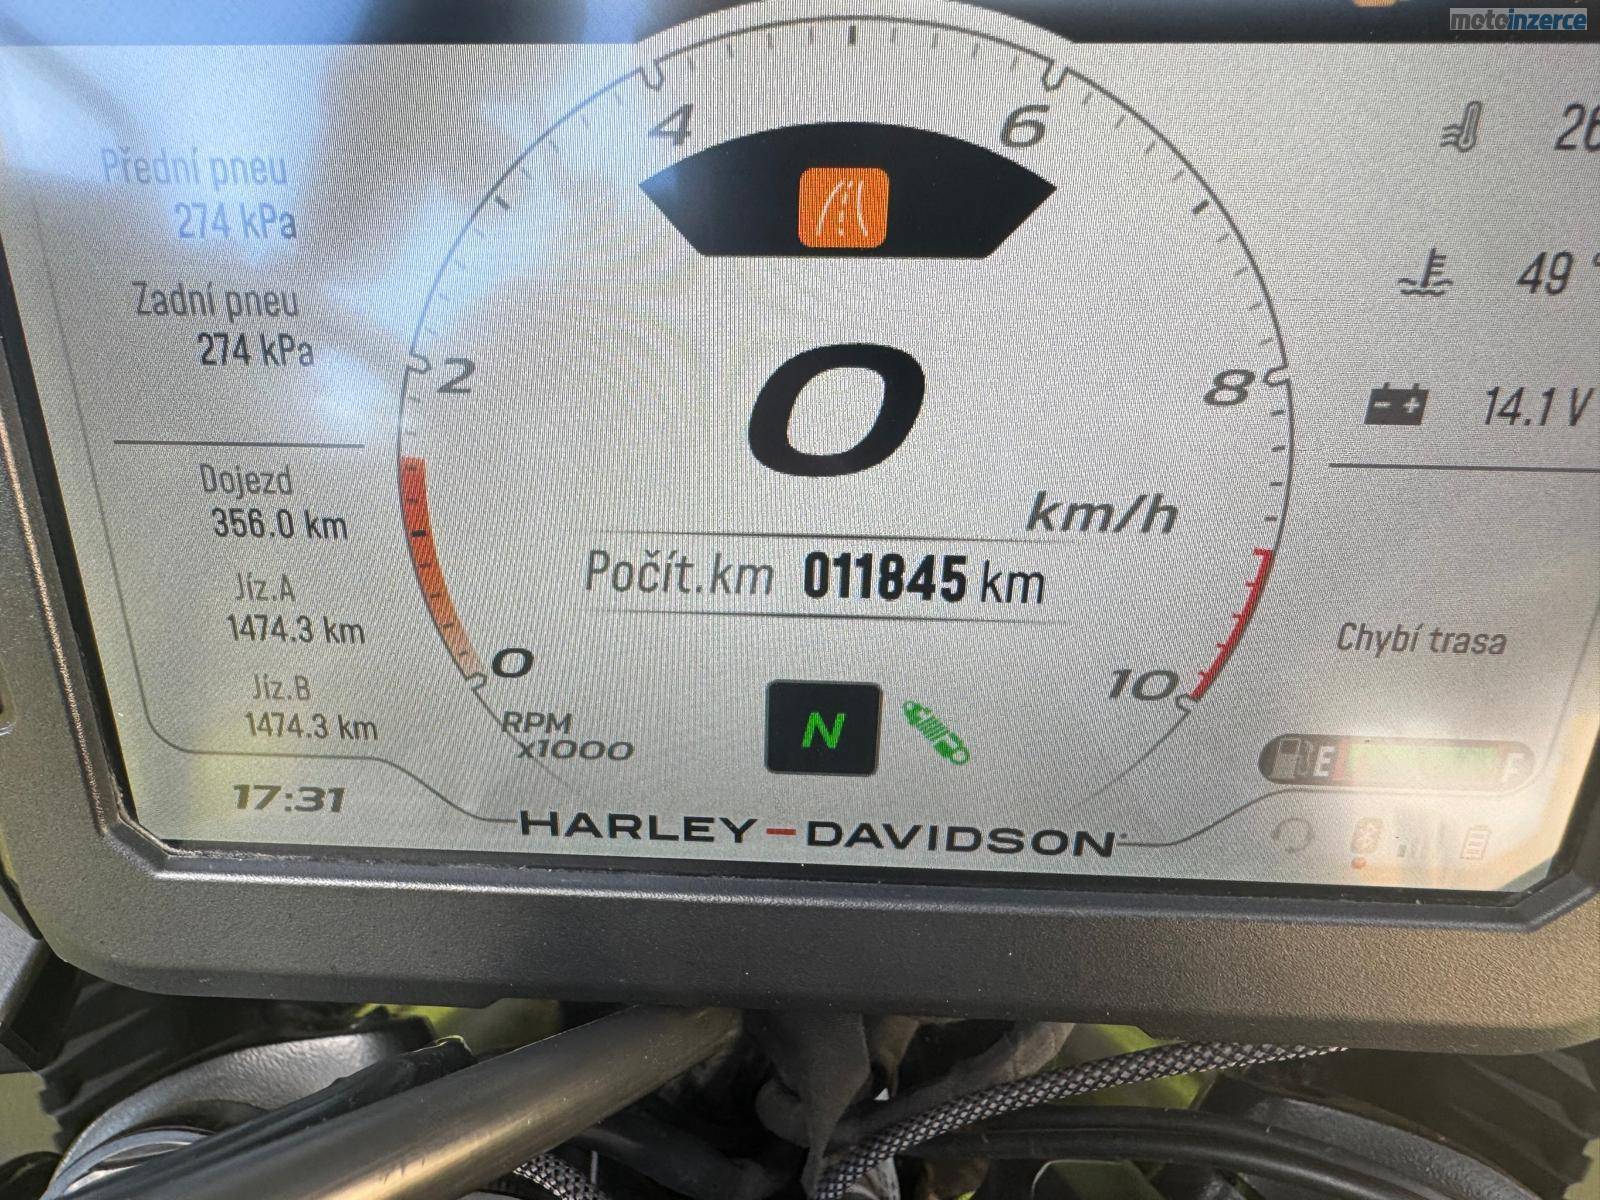 motoinzerce
4
6
26
Přední pneu
274 kPa
Zadní pneu
274 kPa
49 °
2
0
8
14.1 V
Dojezd
356.0 km
km/h
Počít.km 011845 km
Jíz.A
1474.3 km
Chybí trasa
0
10
Jíz.B
1474.3 km
RPM
x1000
N
E
F
17:31
HARLEY-DAVIDSON